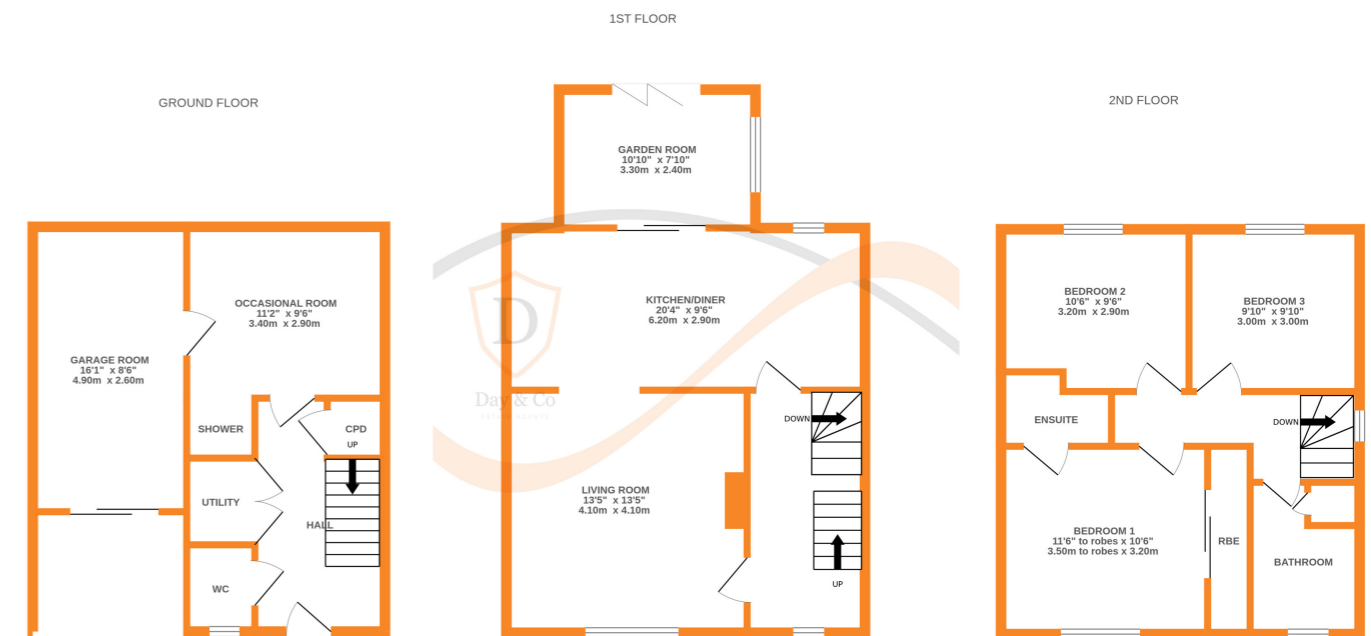 1ST FLOOR
GROUND FLOOR
2ND FLOOR
GARDEN ROOM
10'10" x 7'10"
3.30m x 2.40m
OCCASIONAL ROOM
11'2" x 9'6"
3.40m x 2.90m
GARAGE ROOM
16'1" x 8'6"
4.90m x 2.60m
SHOWER
CPD
UP
UTILITY
HALL
WC
KITCHEN/DINER
20'4" x 9'6"
6.20m x 2.90m
D
Day & Co
ESTATE AGENTS
DOWN
LIVING ROOM
13'5" x 13'5"
4.10m x 4.10m
UP
BEDROOM 2
10'6" x 9'6"
3.20m x 2.90m
BEDROOM 3
9'10" x 9'10"
3.00m x 3.00m
ENSUITE
DOWN
BEDROOM 1
11'6" to robes x 10'6"
3.50m to robes x 3.20m
RBE
BATHROOM